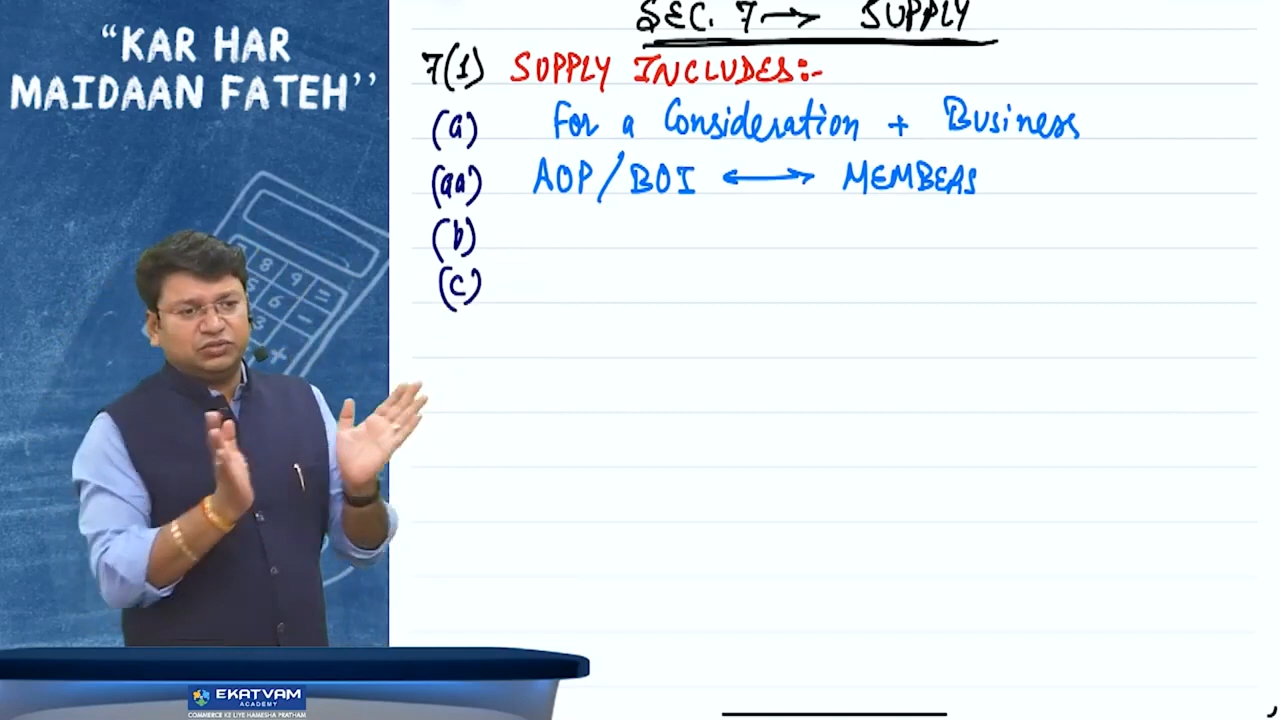 “KAR HAR
MAIDAAN FATEH’’
SEC. 7 → SUPPLY
7(1) SUPPLY INCLUDES:-
(a) For a Consideration + Business
(aa) AOP/BOI ↔ MEMBERS
(b)
(c)
EKATVAM
ACADEMY
COMMERCE KE LIYE HAMESHA PRATHAM